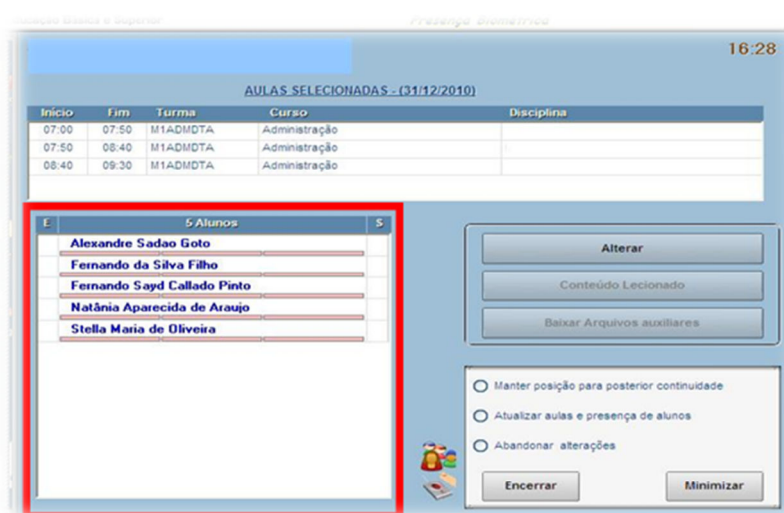 Presença Biométrica
16:28
AULAS SELECIONADAS - (31/12/2010)
Início Fim Turma Curso Disciplina
07:00 07:50 M1ADMDTA Administração
07:50 08:40 M1ADMDTA Administração
08:40 09:30 M1ADMDTA Administração
E 5 Alunos S
Alexandre Sadao Goto
Fernando da Silva Filho
Fernando Sayd Callado Pinto
Natânia Aparecida de Araujo
Stella Maria de Oliveira
Alterar
Conteúdo Lecionado
Baixar Arquivos auxiliares
Manter posição para posterior continuidade
Atualizar aulas e presença de alunos
Abandonar alterações
Encerrar Minimizar